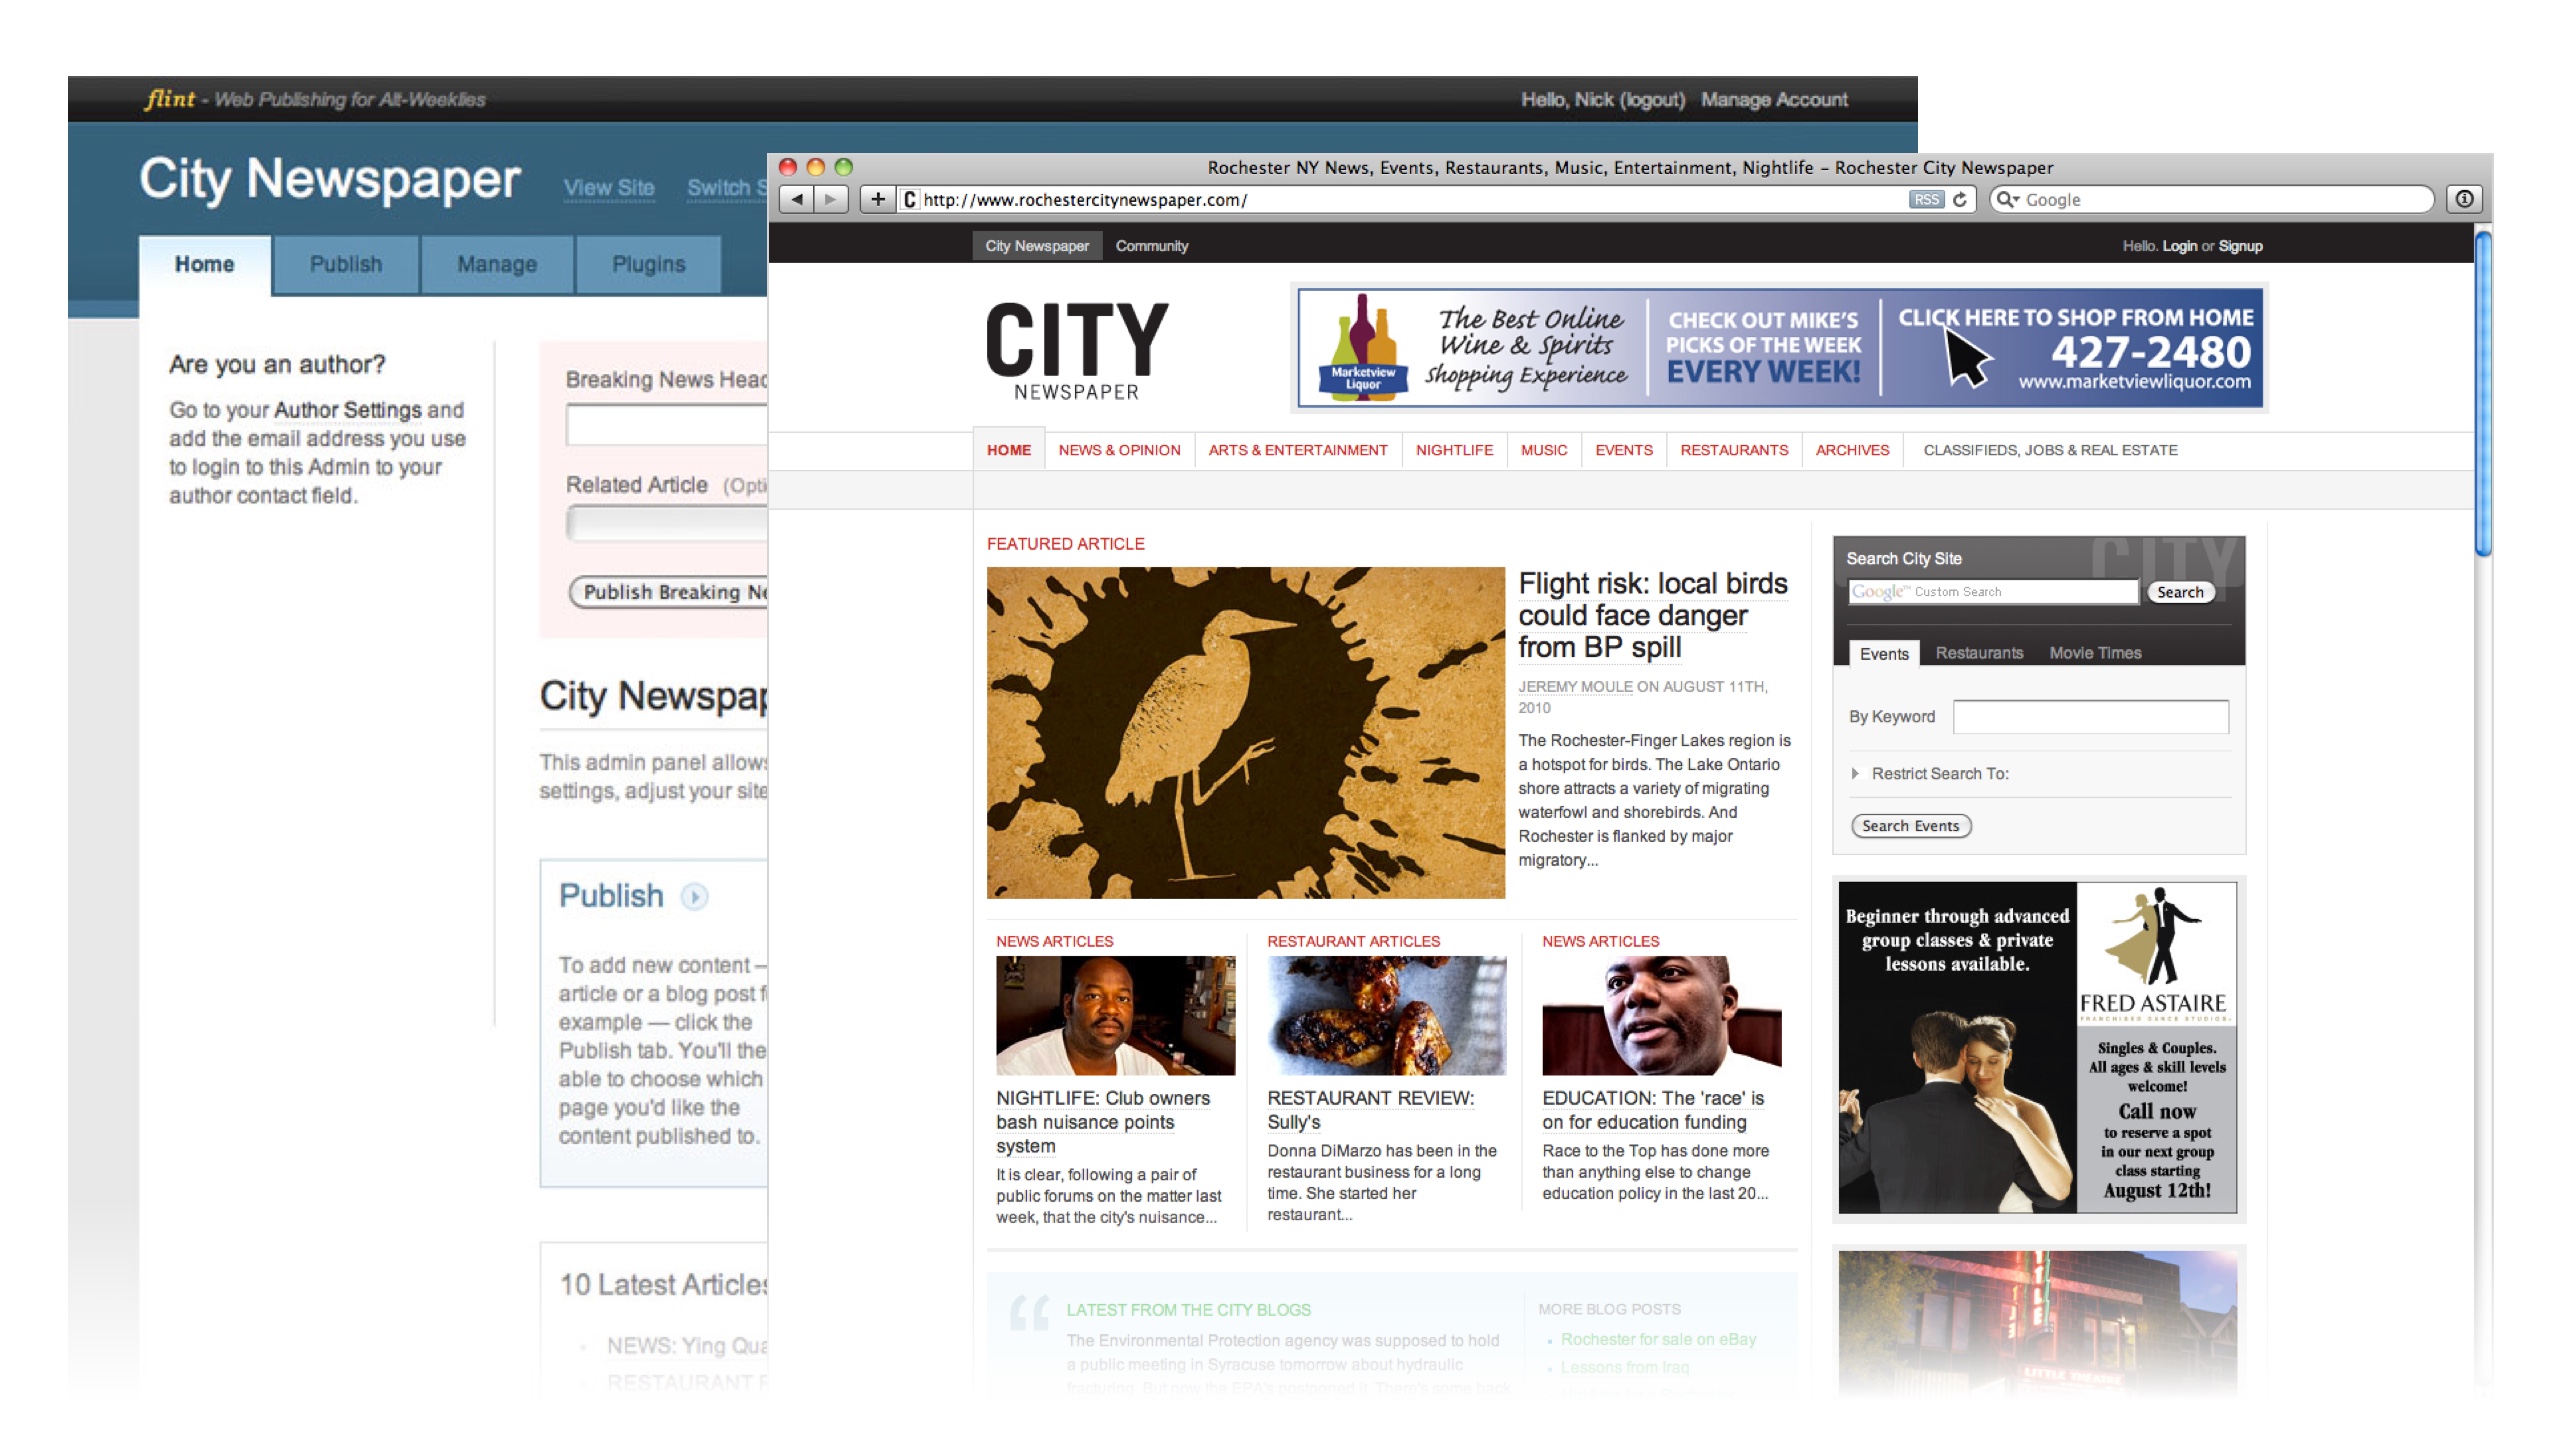 flint - Web Publishing for Alt-Weeklies
Hello, Nick (logout) Manage Account
City Newspaper
View Site
Switch S
Home
Publish
Manage
Plugins
Are you an author?
Go to your Author Settings and
add the email address you use
to login to this Admin to your
author contact field.
Breaking News Head
Related Article (Opti
Publish Breaking Ne
City Newspap
This admin panel allows
settings, adjust your site
Publish
To add new content –
article or a blog post f
example — click the
Publish tab. You'll the
able to choose which
page you'd like the
content published to.
10 Latest Articles
NEWS: Ying Qua
RESTAURANT R
Rochester NY News, Events, Restaurants, Music, Entertainment, Nightlife – Rochester City Newspaper
C http://www.rochestercitynewspaper.com/
RSS
Google
City Newspaper
Community
Hello. Login or Signup
CITY
NEWSPAPER
Marketview
Liquor
The Best Online
Wine & Spirits
Shopping Experience
CHECK OUT MIKE'S
PICKS OF THE WEEK
EVERY WEEK!
CLICK HERE TO SHOP FROM HOME
427-2480
www.marketviewliquor.com
HOME
NEWS & OPINION
ARTS & ENTERTAINMENT
NIGHTLIFE
MUSIC
EVENTS
RESTAURANTS
ARCHIVES
CLASSIFIEDS, JOBS & REAL ESTATE
FEATURED ARTICLE
Flight risk: local birds
could face danger
from BP spill
JEREMY MOULE ON AUGUST 11TH,
2010
The Rochester-Finger Lakes region is
a hotspot for birds. The Lake Ontario
shore attracts a variety of migrating
waterfowl and shorebirds. And
Rochester is flanked by major
migratory...
NEWS ARTICLES
NIGHTLIFE: Club owners
bash nuisance points
system
It is clear, following a pair of
public forums on the matter last
week, that the city's nuisance...
RESTAURANT ARTICLES
RESTAURANT REVIEW:
Sully's
Donna DiMarzo has been in the
restaurant business for a long
time. She started her
restaurant...
NEWS ARTICLES
EDUCATION: The 'race' is
on for education funding
Race to the Top has done more
than anything else to change
education policy in the last 20...
LATEST FROM THE CITY BLOGS
The Environmental Protection agency was supposed to hold
a public meeting in Syracuse tomorrow about hydraulic
fracturing. But now the EPA's postponed it. There's some back
MORE BLOG POSTS
Rochester for sale on eBay
Lessons from Iraq
CITY
Search City Site
Google™ Custom Search
Search
Events
Restaurants
Movie Times
By Keyword
Restrict Search To:
Search Events
Beginner through advanced
group classes & private
lessons available.
FRED ASTAIRE
FRANCHISED DANCE STUDIOS
Singles & Couples.
All ages & skill levels
welcome!
Call now
to reserve a spot
in our next group
class starting
August 12th!
LITTLE THEATRE